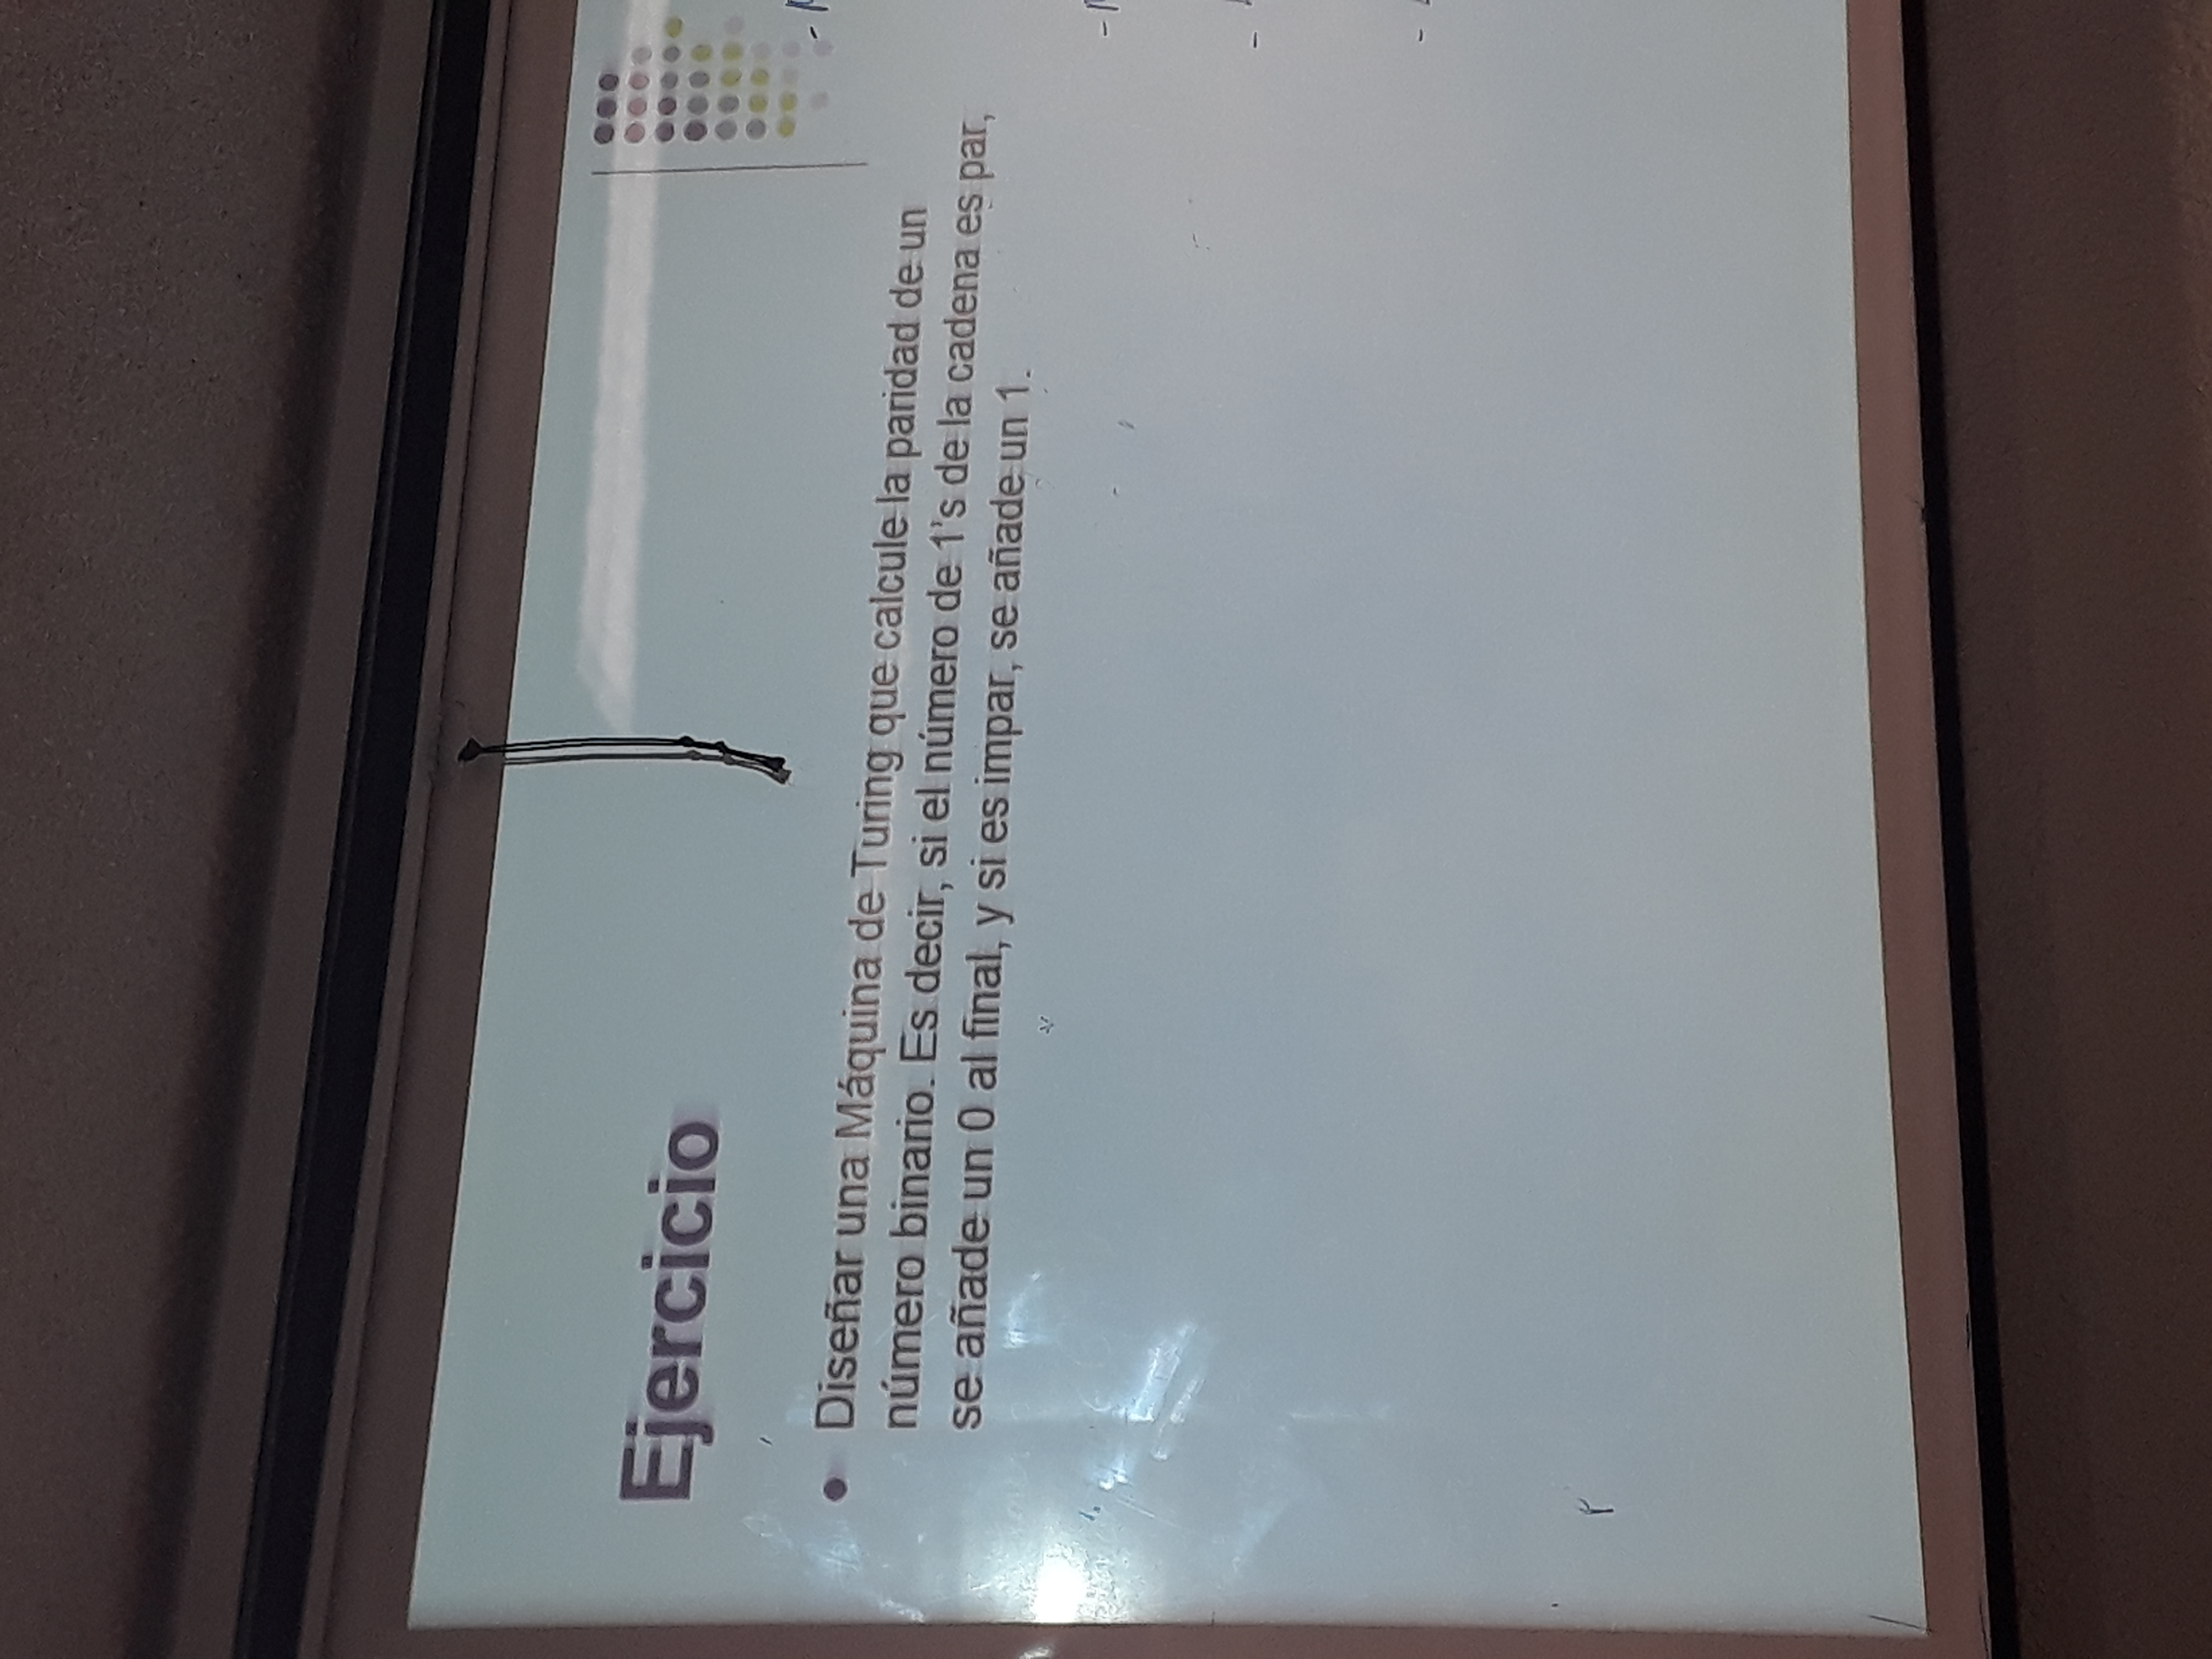 Ejercicio
• Diseñar una Máquina de Turing que calcule la paridad de un
número binario. Es decir, si el número de 1's de la cadena es par,
se añade un 0 al final, y si es impar, se añade un 1.